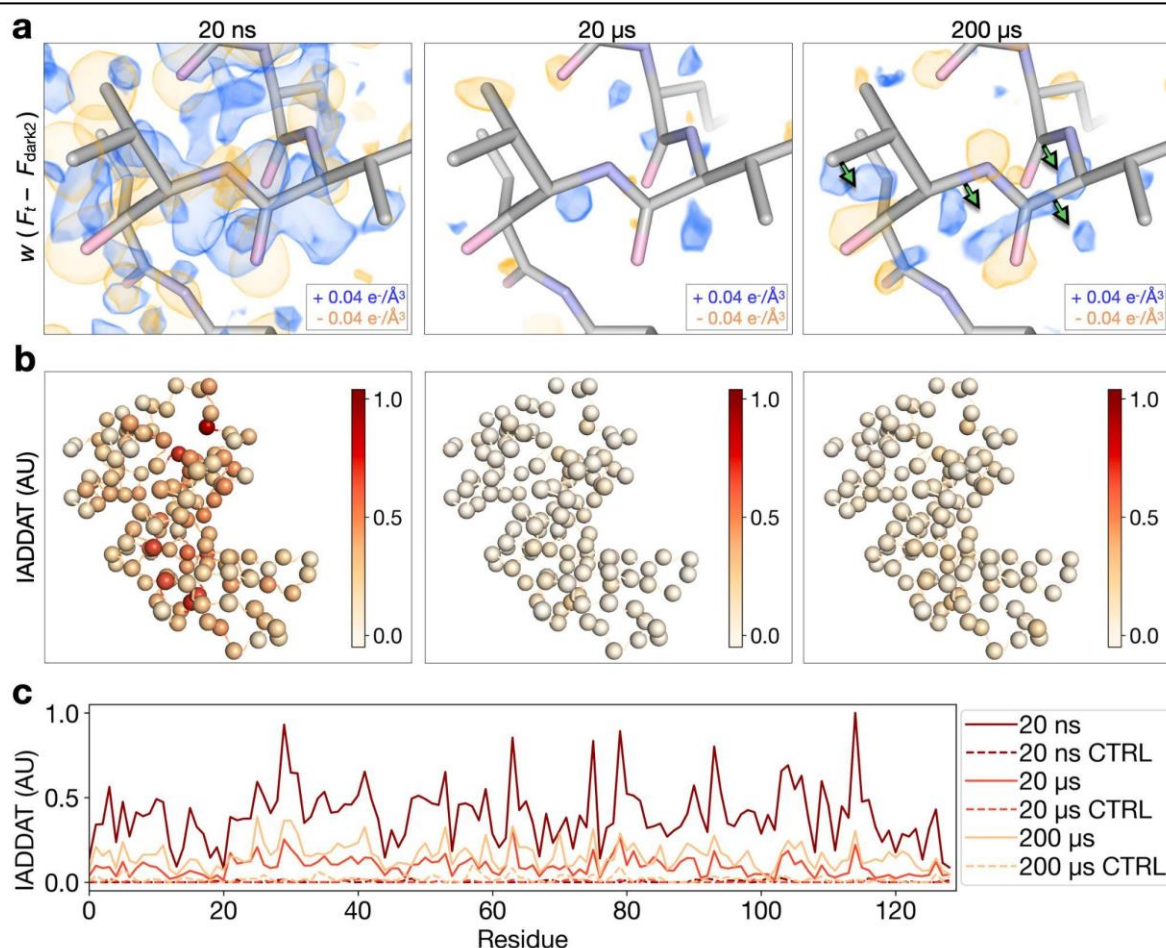 a
20 ns
20 µs
200 µs
w ( Fₜ − F_dark2 )
+ 0.04 e⁻/Å³
- 0.04 e⁻/Å³
+ 0.04 e⁻/Å³
- 0.04 e⁻/Å³
+ 0.04 e⁻/Å³
- 0.04 e⁻/Å³
b
IADDAT (AU)
1.0
0.5
0.0
1.0
0.5
0.0
1.0
0.5
0.0
c
IADDAT (AU)
1.0
0.5
0.0
0 20 40 60 80 100 120
Residue
20 ns
20 ns CTRL
20 µs
20 µs CTRL
200 µs
200 µs CTRL